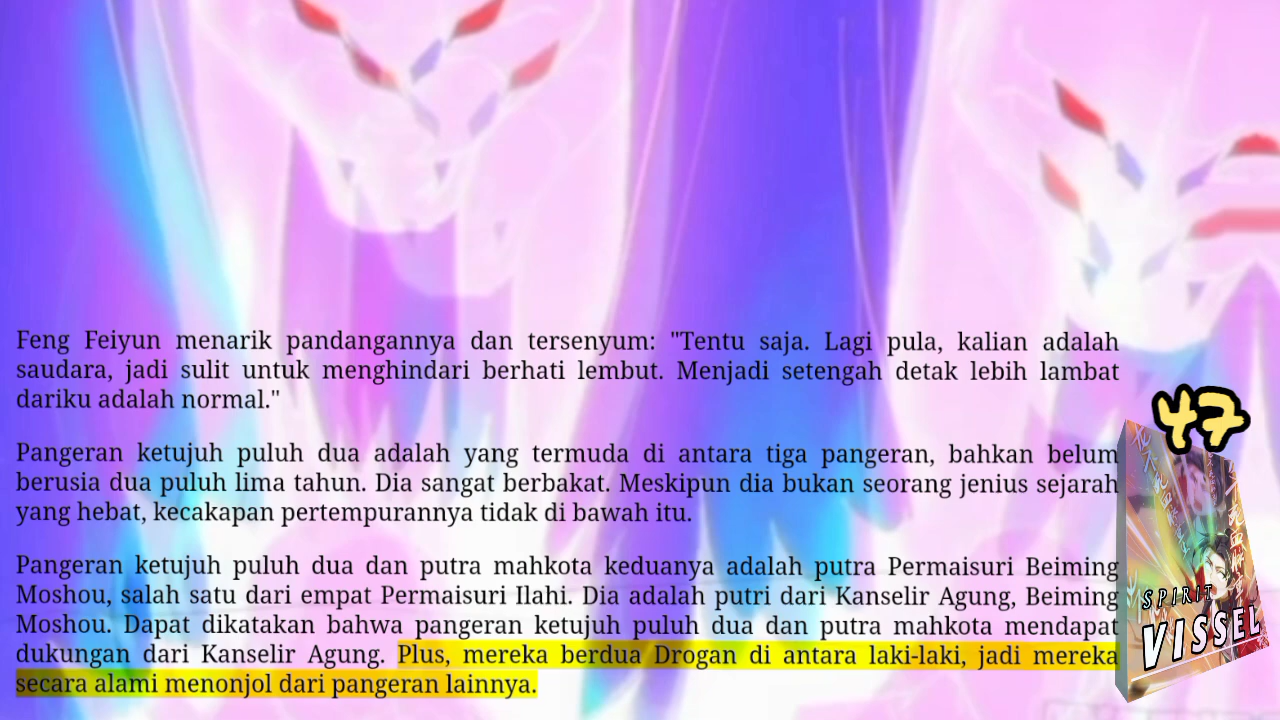 Feng Feiyun menarik pandangannya dan tersenyum: "Tentu saja. Lagi pula, kalian adalah
saudara, jadi sulit untuk menghindari berhati lembut. Menjadi setengah detak lebih lambat
dariku adalah normal."
Pangeran ketujuh puluh dua adalah yang termuda di antara tiga pangeran, bahkan belum
berusia dua puluh lima tahun. Dia sangat berbakat. Meskipun dia bukan seorang jenius sejarah
yang hebat, kecakapan pertempurannya tidak di bawah itu.
Pangeran ketujuh puluh dua dan putra mahkota keduanya adalah putra Permaisuri Beiming
Moshou, salah satu dari empat Permaisuri Ilahi. Dia adalah putri dari Kanselir Agung, Beiming
Moshou. Dapat dikatakan bahwa pangeran ketujuh puluh dua dan putra mahkota mendapat
dukungan dari Kanselir Agung. Plus, mereka berdua Drogan di antara laki-laki, jadi mereka
secara alami menonjol dari pangeran lainnya.
47
SPIRIT
VISSEL